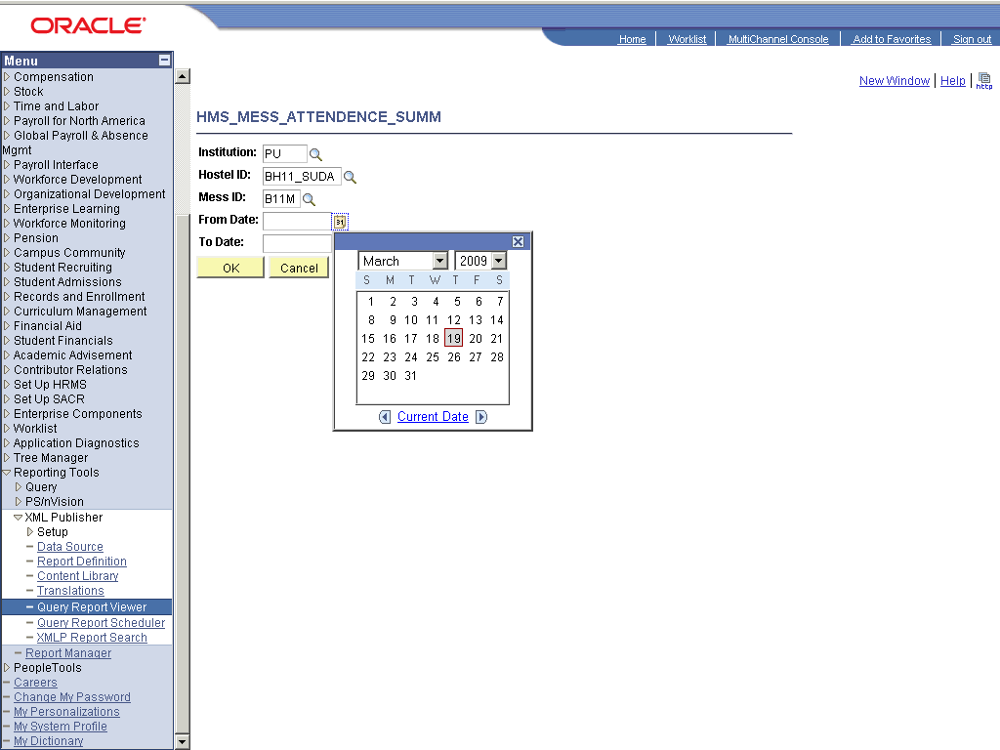 ORACLE®
Home Worklist MultiChannel Console Add to Favorites Sign out
Menu
Compensation
Stock
Time and Labor
Payroll for North America
Global Payroll & Absence
Mgmt
Payroll Interface
Workforce Development
Organizational Development
Enterprise Learning
Workforce Monitoring
Pension
Campus Community
Student Recruiting
Student Admissions
Records and Enrollment
Curriculum Management
Financial Aid
Student Financials
Academic Advisement
Contributor Relations
Set Up HRMS
Set Up SACR
Enterprise Components
Worklist
Application Diagnostics
Tree Manager
Reporting Tools
Query
PS/nVision
XML Publisher
Setup
Data Source
Report Definition
Content Library
Translations
Query Report Viewer
Query Report Scheduler
XMLP Report Search
Report Manager
PeopleTools
Careers
Change My Password
My Personalizations
My System Profile
My Dictionary
New Window Help http
HMS_MESS_ATTENDENCE_SUMM
Institution: PU
Hostel ID: BH11_SUDA
Mess ID: B11M
From Date: 31
To Date:
OK Cancel
March 2009
S M T W T F S
1 2 3 4 5 6 7
8 9 10 11 12 13 14
15 16 17 18 19 20 21
22 23 24 25 26 27 28
29 30 31
Current Date